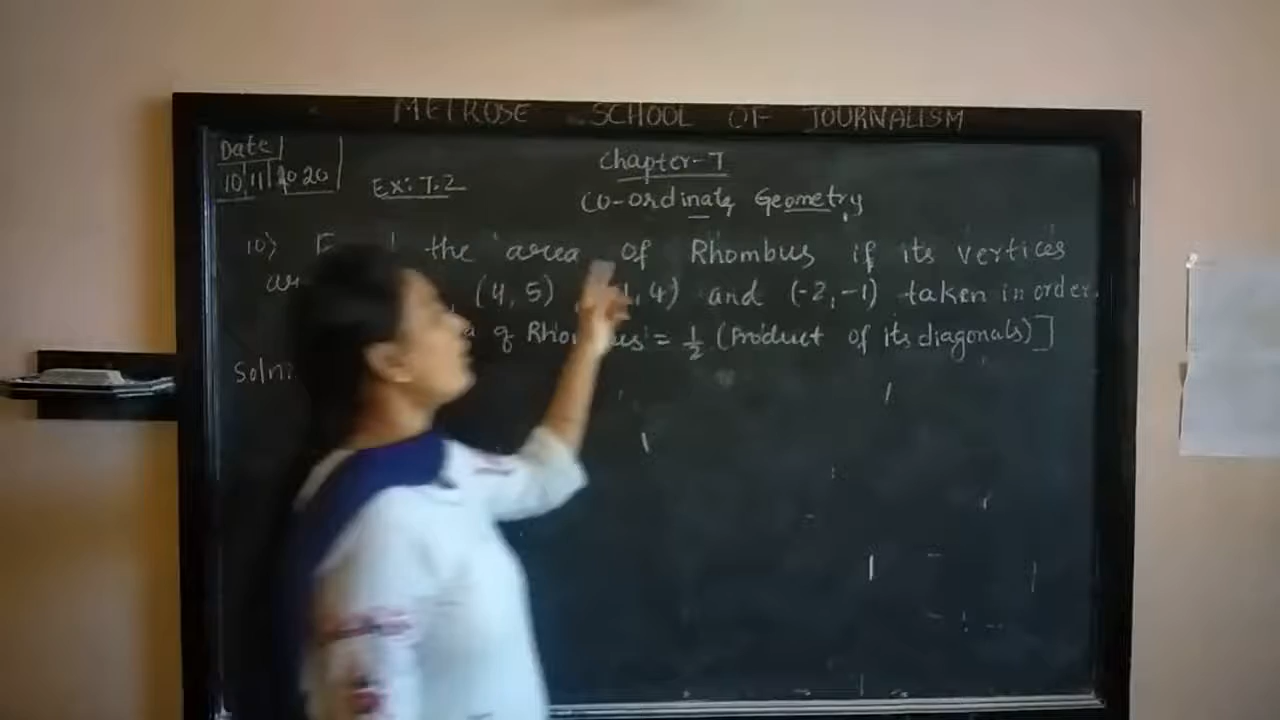 METROSE SCHOOL OF JOURNALISM
Date
10/11/2020
Chapter-7
Ex: 7.2
Co-ordinate Geometry
10) the area of Rhombus if its vertices
(4, 5) , 4) and (-2, -1) taken in order.
of Rhombus = 1/2 (Product of its diagonals)]
Soln: